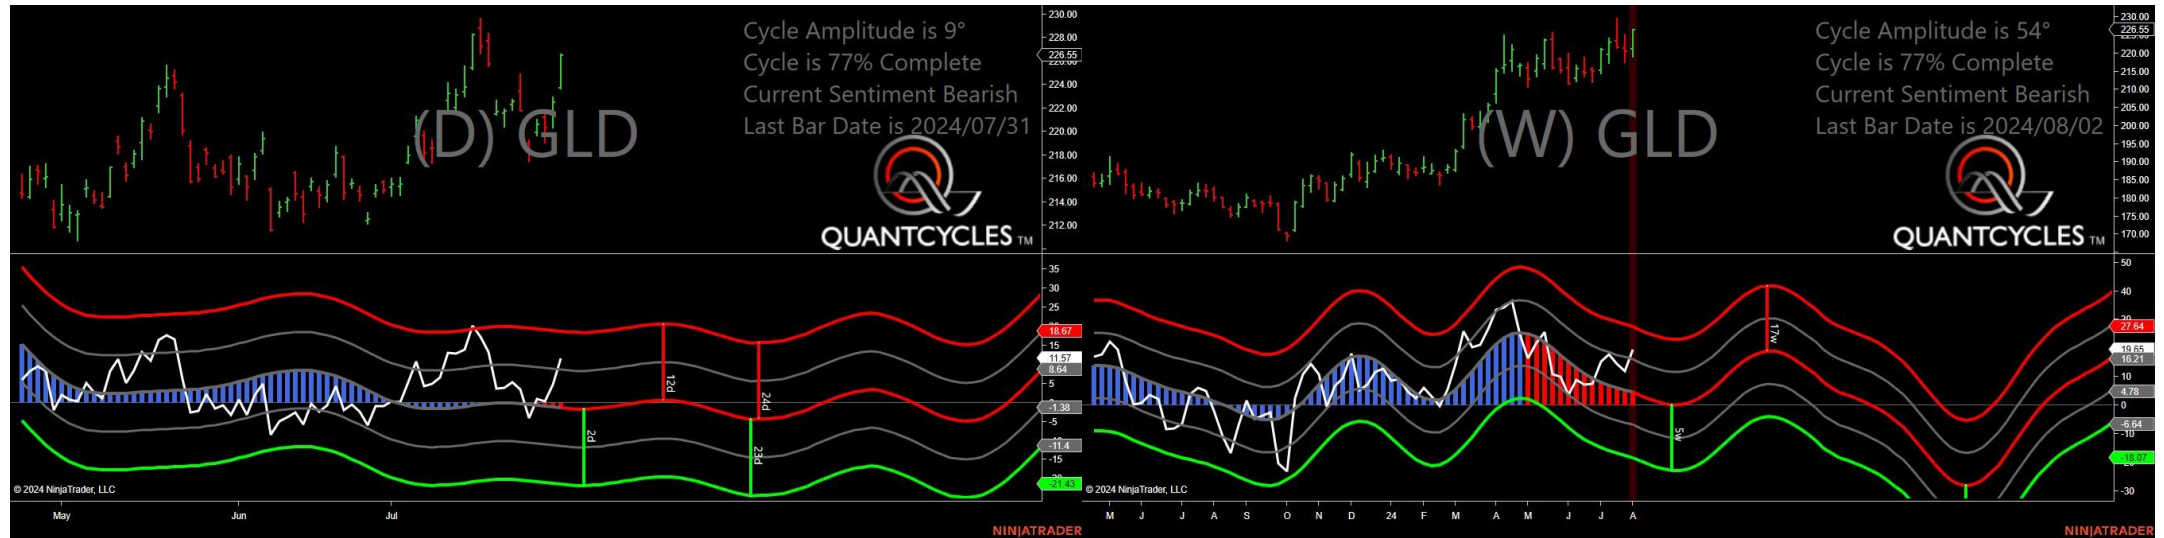 Cycle Amplitude is 9°
Cycle is 77% Complete
Current Sentiment Bearish
Last Bar Date is 2024/07/31
(D) GLD
QUANTCYCLES TM
230.00
228.00
226.55
224.00
222.00
220.00
218.00
216.00
214.00
212.00
35
30
25
18.67
15
11.57
8.64
5
-1.38
-5
-11.4
-15
-21.43
12d
24d
2d
23d
© 2024 NinjaTrader, LLC
May Jun Jul
NINJATRADER
Cycle Amplitude is 54°
Cycle is 77% Complete
Current Sentiment Bearish
Last Bar Date is 2024/08/02
(W) GLD
QUANTCYCLES TM
230.00
226.55
220.00
215.00
210.00
205.00
200.00
195.00
190.00
185.00
180.00
175.00
170.00
50
40
27.64
19.65
16.21
10
4.78
0
-6.64
-10
-18.07
-30
17w
5w
© 2024 NinjaTrader, LLC
M J J A S O N D 24 F M A M J J A
NINJATRADER